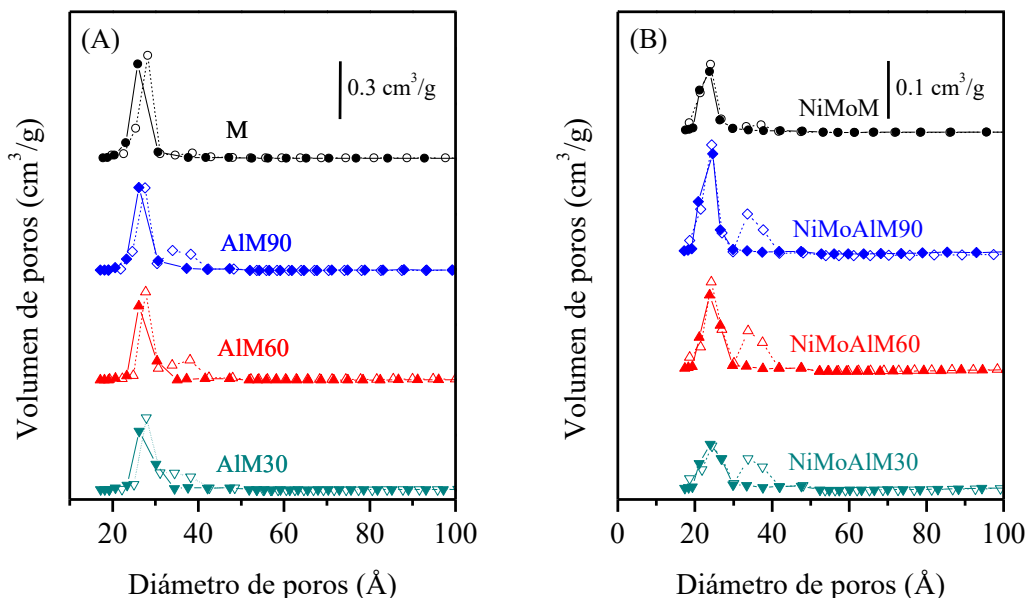 (A)
0.3 cm³/g
M
AlM90
AlM60
AlM30
Volumen de poros (cm³/g)
20 40 60 80 100
Diámetro de poros (Å)
(B)
0.1 cm³/g
NiMoM
NiMoAlM90
NiMoAlM60
NiMoAlM30
Volumen de poros (cm³/g)
0 20 40 60 80 100
Diámetro de poros (Å)